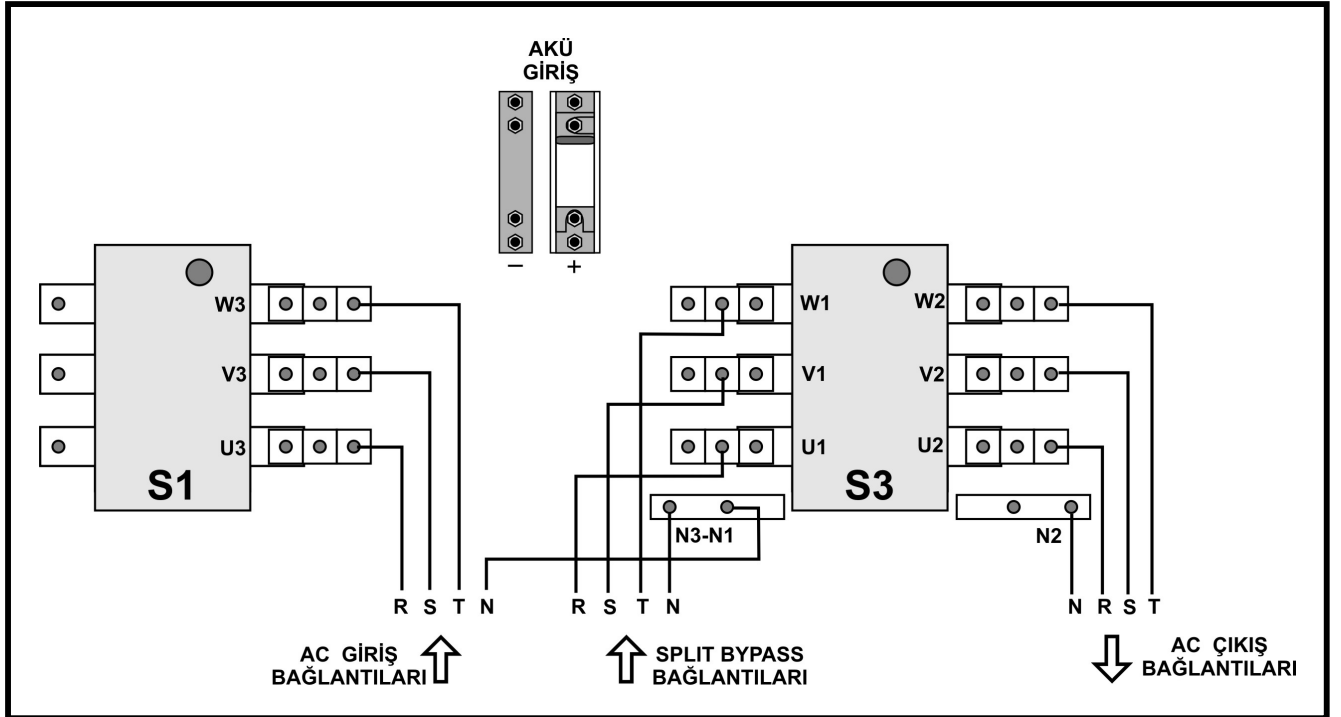 AKÜ
GİRİŞ
−
+
W3
V3
U3
S1
W1
V1
U1
W2
V2
U2
S3
N3-N1
N2
R S T N
R S T N
N R S T
AC GİRİŞ
BAĞLANTILARI
SPLIT BYPASS
BAĞLANTILARI
AC ÇIKIŞ
BAĞLANTILARI